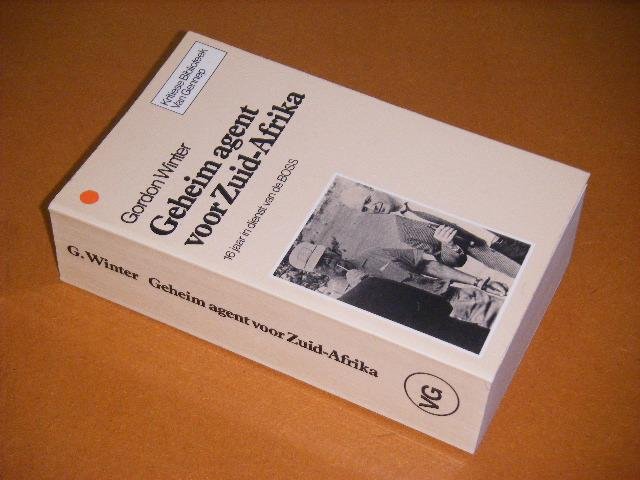 Kritiese Biblioteek
Van Gennep
Gordon Winter
Geheim agent
voor Zuid-Afrika
16 jaar in dienst van de BOSS
G. Winter Geheim agent voor Zuid-Afrika
VG